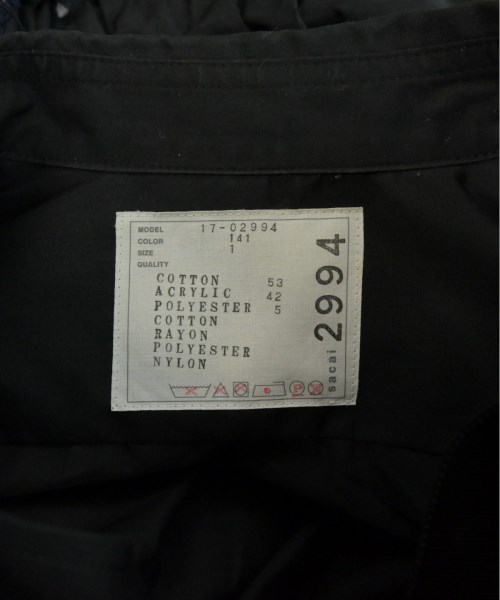 MODEL 17-02994
COLOR 141
SIZE 1
QUALITY
COTTON 53
ACRYLIC 42
POLYESTER 5
COTTON
RAYON
POLYESTER
NYLON
P
sacai 2994